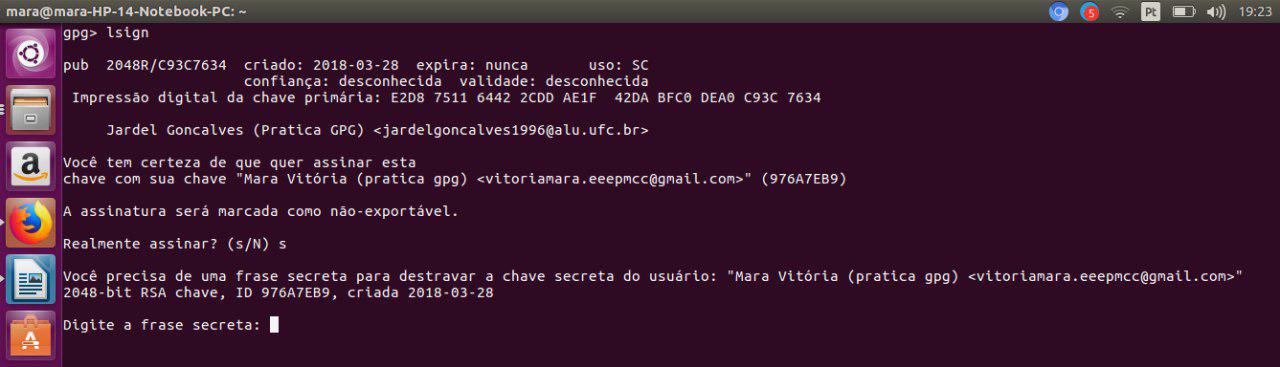 mara@mara-HP-14-Notebook-PC: ~
5 Pt 19:23
gpg> lsign
pub 2048R/C93C7634 criado: 2018-03-28 expira: nunca uso: SC
confiança: desconhecida validade: desconhecida
Impressão digital da chave primária: E2D8 7511 6442 2CDD AE1F 42DA BFC0 DEA0 C93C 7634
Jardel Goncalves (Pratica GPG) <jardelgoncalves1996@alu.ufc.br>
Você tem certeza de que quer assinar esta
chave com sua chave "Mara Vitória (pratica gpg) <vitoriamara.eeepmcc@gmail.com>" (976A7EB9)
A assinatura será marcada como não-exportável.
Realmente assinar? (s/N) s
Você precisa de uma frase secreta para destravar a chave secreta do usuário: "Mara Vitória (pratica gpg) <vitoriamara.eeepmcc@gmail.com>"
2048-bit RSA chave, ID 976A7EB9, criada 2018-03-28
Digite a frase secreta: